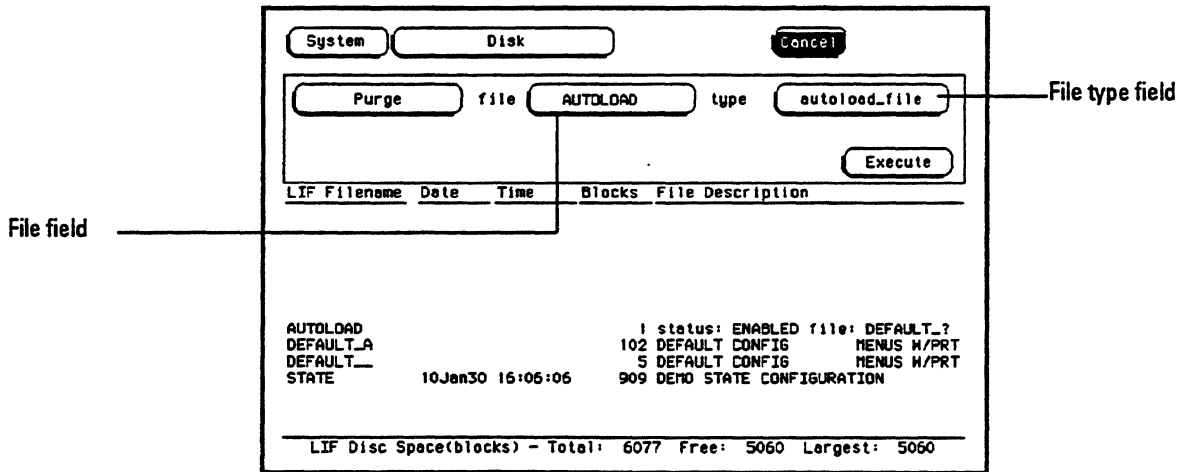 System Disk Cancel
Purge file AUTOLOAD type autoload_file
File type field
Execute
LIF Filename Date Time Blocks File Description
File field
AUTOLOAD 1 status: ENABLED file: DEFAULT_?
DEFAULT_A 102 DEFAULT CONFIG MENUS W/PRT
DEFAULT__ 5 DEFAULT CONFIG MENUS W/PRT
STATE 10Jan30 16:06:06 909 DEMO STATE CONFIGURATION
LIF Disc Space(blocks) - Total: 6077 Free: 5060 Largest: 5060